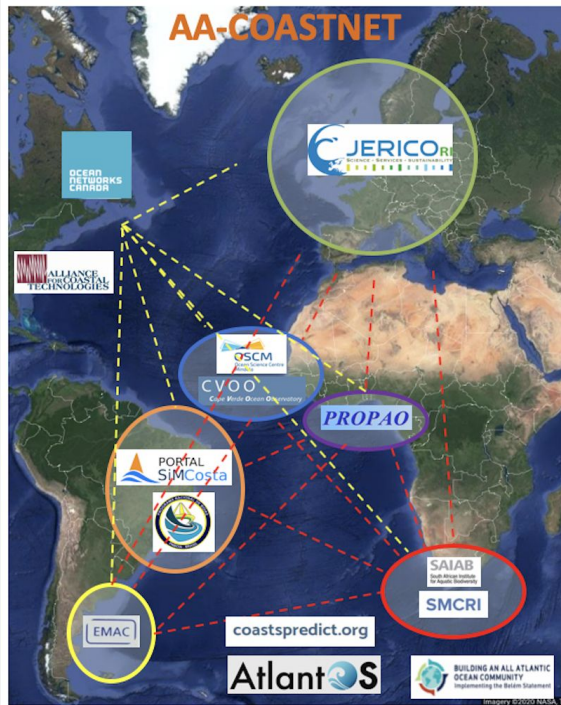 AA-COASTNET
JERICO RI
SCIENCE - SERVICES - SUSTAINABILITY
OCEAN
NETWORKS
CANADA
ALLIANCE
FOR COASTAL
TECHNOLOGIES
OSCM
Ocean Science Centre
Mindelo
CVOO
Cape Verde Ocean Observatory
PROPAO
PORTAL
SiMCosta
SAIAB
South African Institute
for Aquatic Biodiversity
SMCRI
EMAC
coastspredict.org
AtlantOS
BUILDING AN ALL ATLANTIC
OCEAN COMMUNITY
Implementing the Belém Statement
Imagery ©2020 NASA,